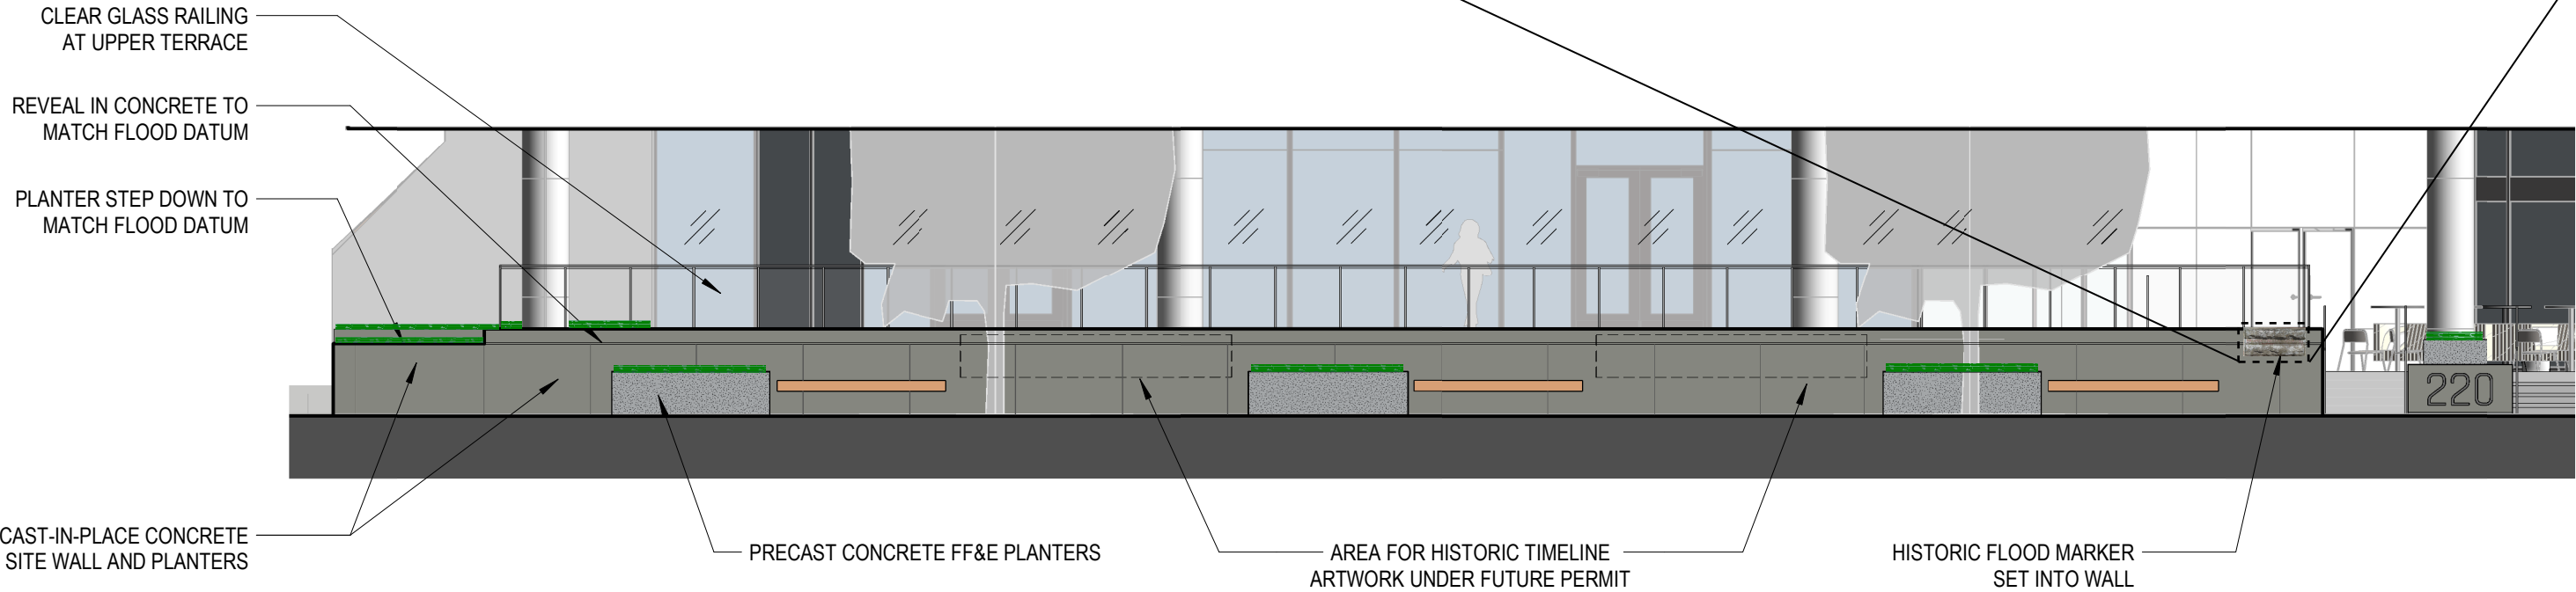 CLEAR GLASS RAILING
AT UPPER TERRACE
REVEAL IN CONCRETE TO
MATCH FLOOD DATUM
PLANTER STEP DOWN TO
MATCH FLOOD DATUM
220
CAST-IN-PLACE CONCRETE
SITE WALL AND PLANTERS
PRECAST CONCRETE FF&E PLANTERS
AREA FOR HISTORIC TIMELINE
ARTWORK UNDER FUTURE PERMIT
HISTORIC FLOOD MARKER
SET INTO WALL